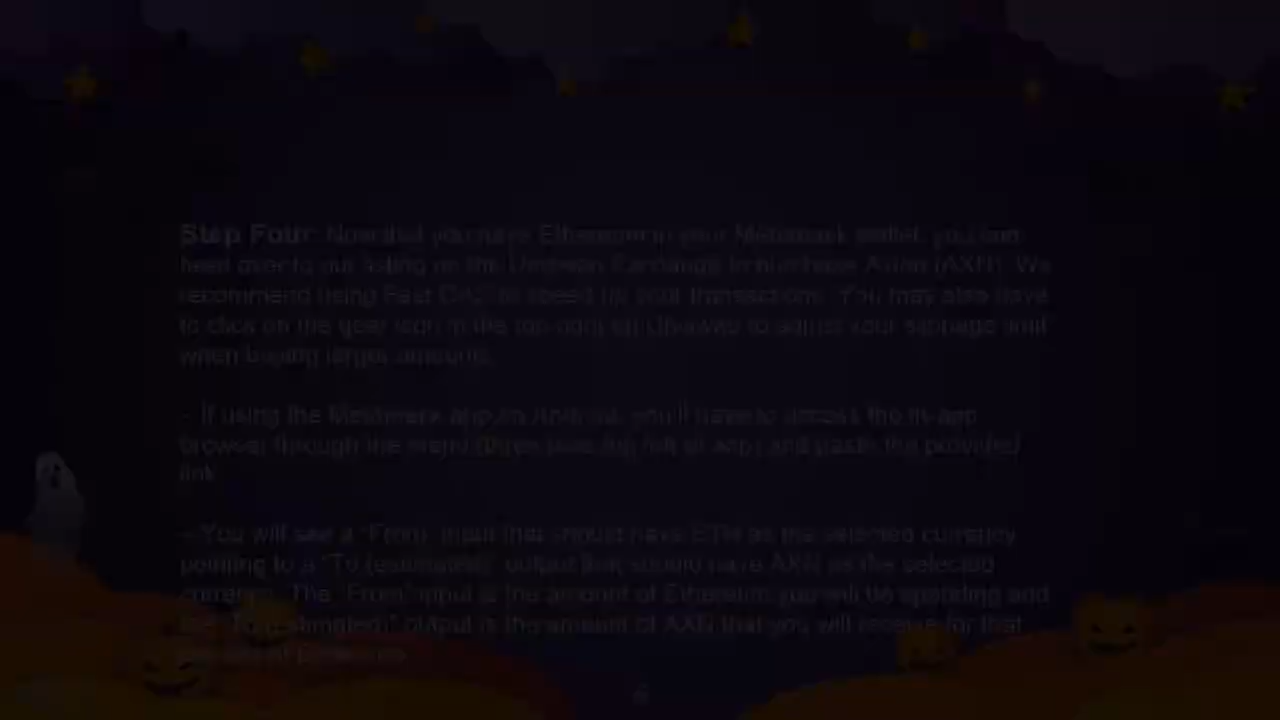 Step Four: Now that you have Ethereum in your Metamask wallet, you can
head over to our listing on the Uniswap Exchange to purchase Axion (AXN). We
recommend using Fast GAS to speed up your transactions. You may also have
to click on the gear icon in the top right on Uniswap to adjust your slippage limit
when buying larger amounts.
- If using the Metamask app on Android, you'll have to access the in-app
browser through the menu (three lines top left of app) and paste the provided
link
- You will see a "From" input that should have ETH as the selected currency
pointing to a "To (estimated)" output that should have AXN as the selected
currency. The "From" input is the amount of Ethereum you will be spending and
the "To (estimated)" output is the amount of AXN that you will receive for that
amount of Ethereum.